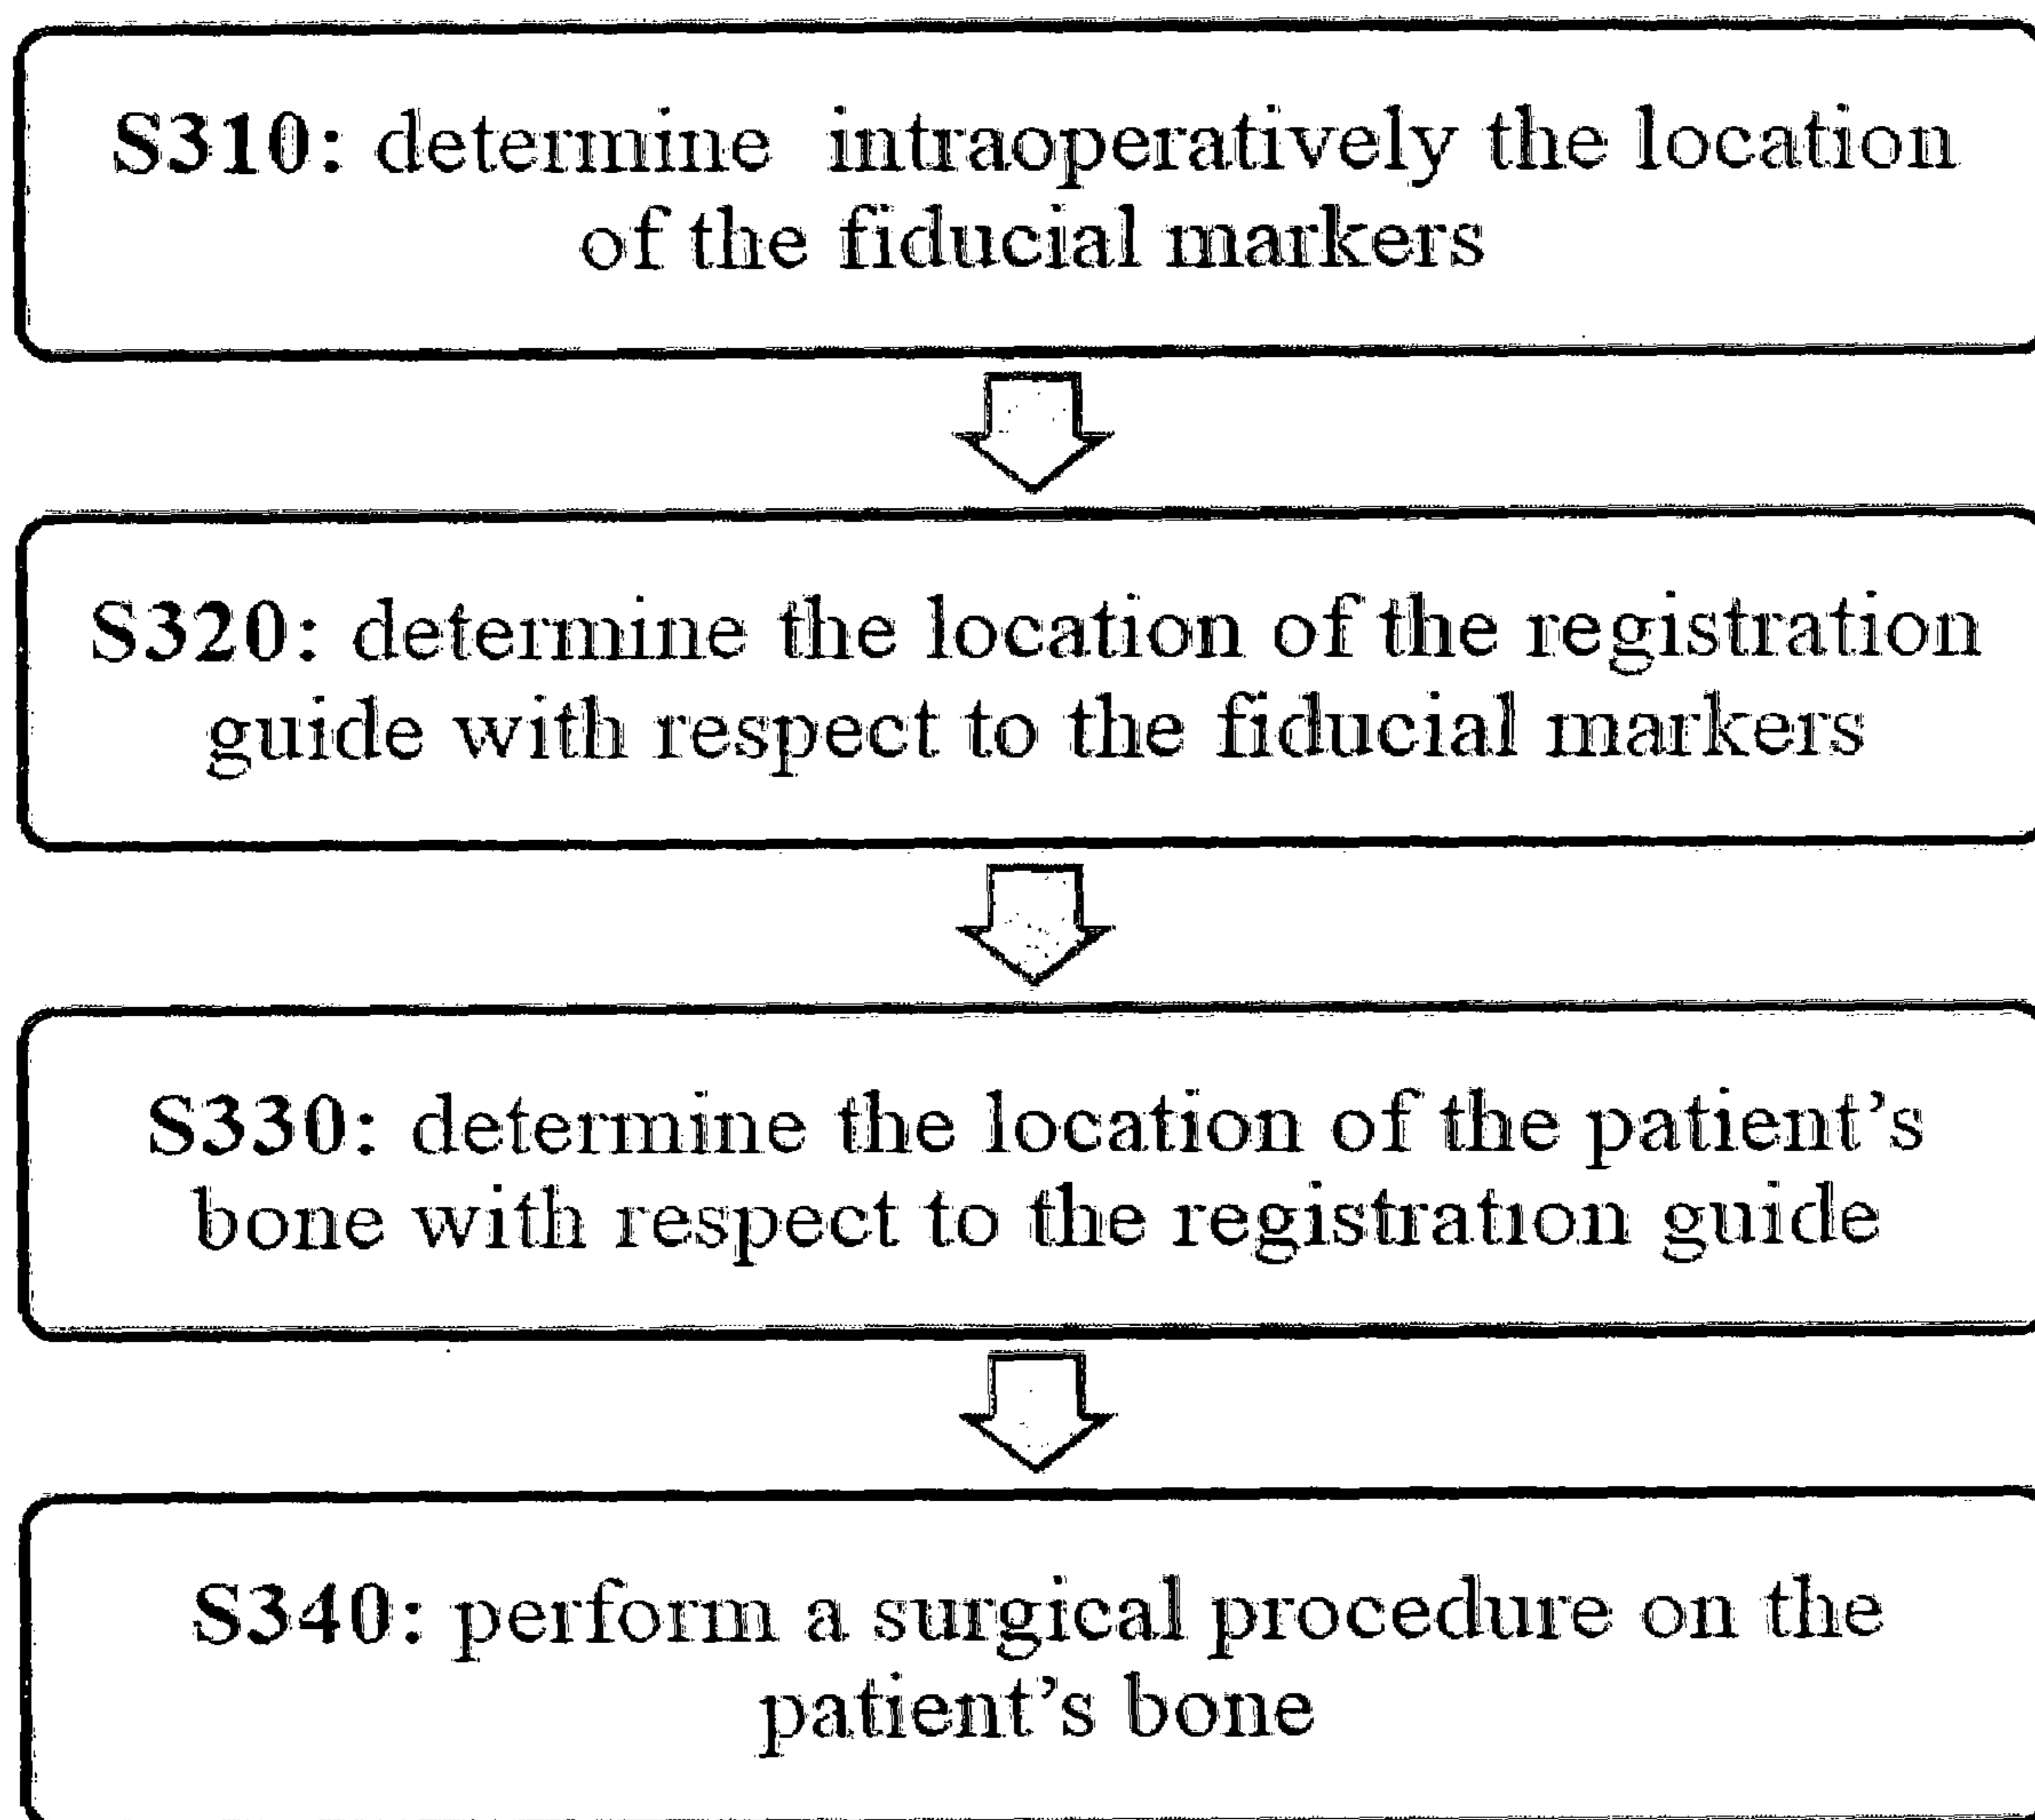 S310: determine intraoperatively the location
of the fiducial markers
S320: determine the location of the registration
guide with respect to the fiducial markers
S330: determine the location of the patient’s
bone with respect to the registration guide
S340: perform a surgical procedure on the
patient’s bone